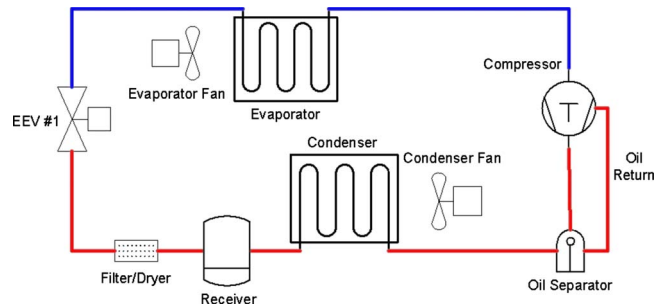 Compressor
Evaporator Fan
Evaporator
EEV #1
Condenser
Condenser Fan
Oil
Return
Filter/Dryer
Receiver
Oil Separator
T